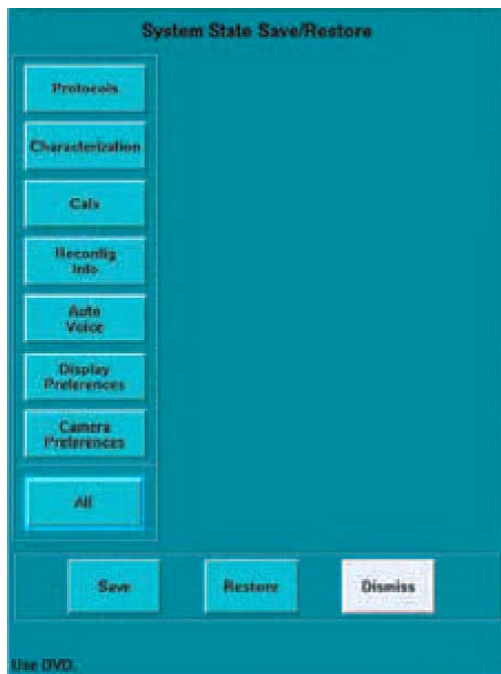 System State Save/Restore
Protocols
Characterization
Cals
Reconfig
Info
Auto
Voice
Display
Preferences
Camera
Preferences
All
Save
Restore
Dismiss
Use DVD.